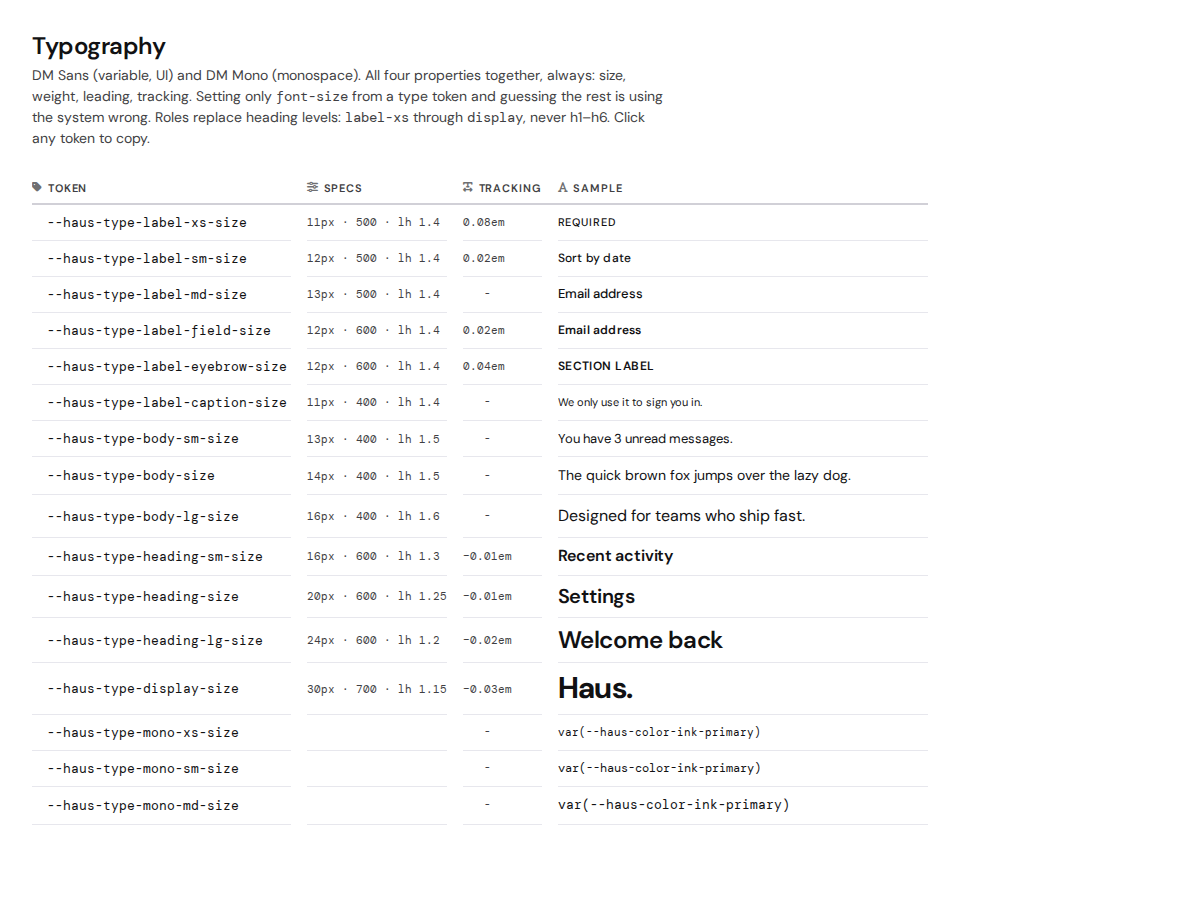 Typography
DM Sans (variable, UI) and DM Mono (monospace). All four properties together, always: size,
weight, leading, tracking. Setting only font-size from a type token and guessing the rest is using
the system wrong. Roles replace heading levels: label-xs through display, never h1–h6. Click
any token to copy.
TOKEN SPECS TRACKING SAMPLE
--haus-type-label-xs-size 11px · 500 · lh 1.4 0.08em REQUIRED
--haus-type-label-sm-size 12px · 500 · lh 1.4 0.02em Sort by date
--haus-type-label-md-size 13px · 500 · lh 1.4 - Email address
--haus-type-label-field-size 12px · 600 · lh 1.4 0.02em Email address
--haus-type-label-eyebrow-size 12px · 600 · lh 1.4 0.04em SECTION LABEL
--haus-type-label-caption-size 11px · 400 · lh 1.4 - We only use it to sign you in.
--haus-type-body-sm-size 13px · 400 · lh 1.5 - You have 3 unread messages.
--haus-type-body-size 14px · 400 · lh 1.5 - The quick brown fox jumps over the lazy dog.
--haus-type-body-lg-size 16px · 400 · lh 1.6 - Designed for teams who ship fast.
--haus-type-heading-sm-size 16px · 600 · lh 1.3 −0.01em Recent activity
--haus-type-heading-size 20px · 600 · lh 1.25 −0.01em Settings
--haus-type-heading-lg-size 24px · 600 · lh 1.2 −0.02em Welcome back
--haus-type-display-size 30px · 700 · lh 1.15 −0.03em Haus.
--haus-type-mono-xs-size - var(--haus-color-ink-primary)
--haus-type-mono-sm-size - var(--haus-color-ink-primary)
--haus-type-mono-md-size - var(--haus-color-ink-primary)